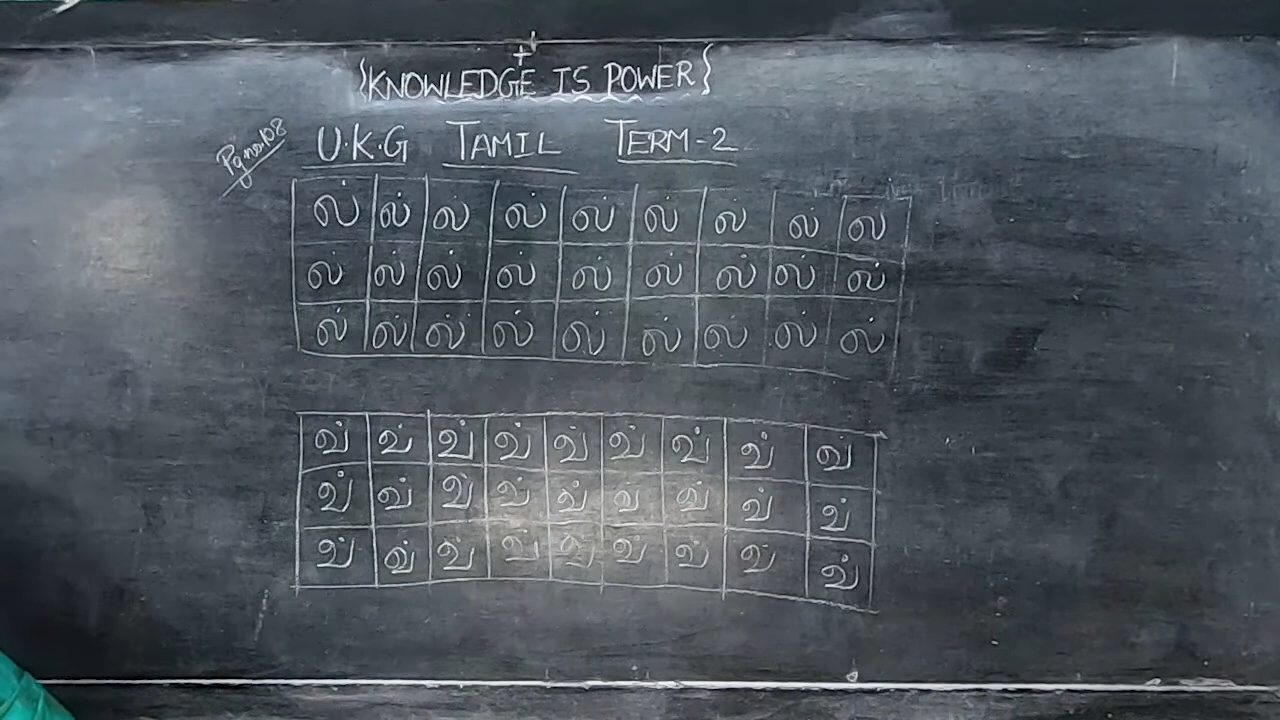 {KNOWLEDGE IS POWER}
Pg no:108
U.K.G TAMIL TERM-2
ல் ல் ல் ல் ல் ல் ல் ல் ல்
ல் ல் ல் ல் ல் ல் ல் ல் ல்
ல் ல் ல் ல் ல் ல் ல் ல் ல்
வ் வ் வ் வ் வ் வ் வ் வ் வ்
வ் வ் வ் வ் வ் வ் வ் வ் வ்
வ் வ் வ் வ் வ் வ் வ் வ் வ்